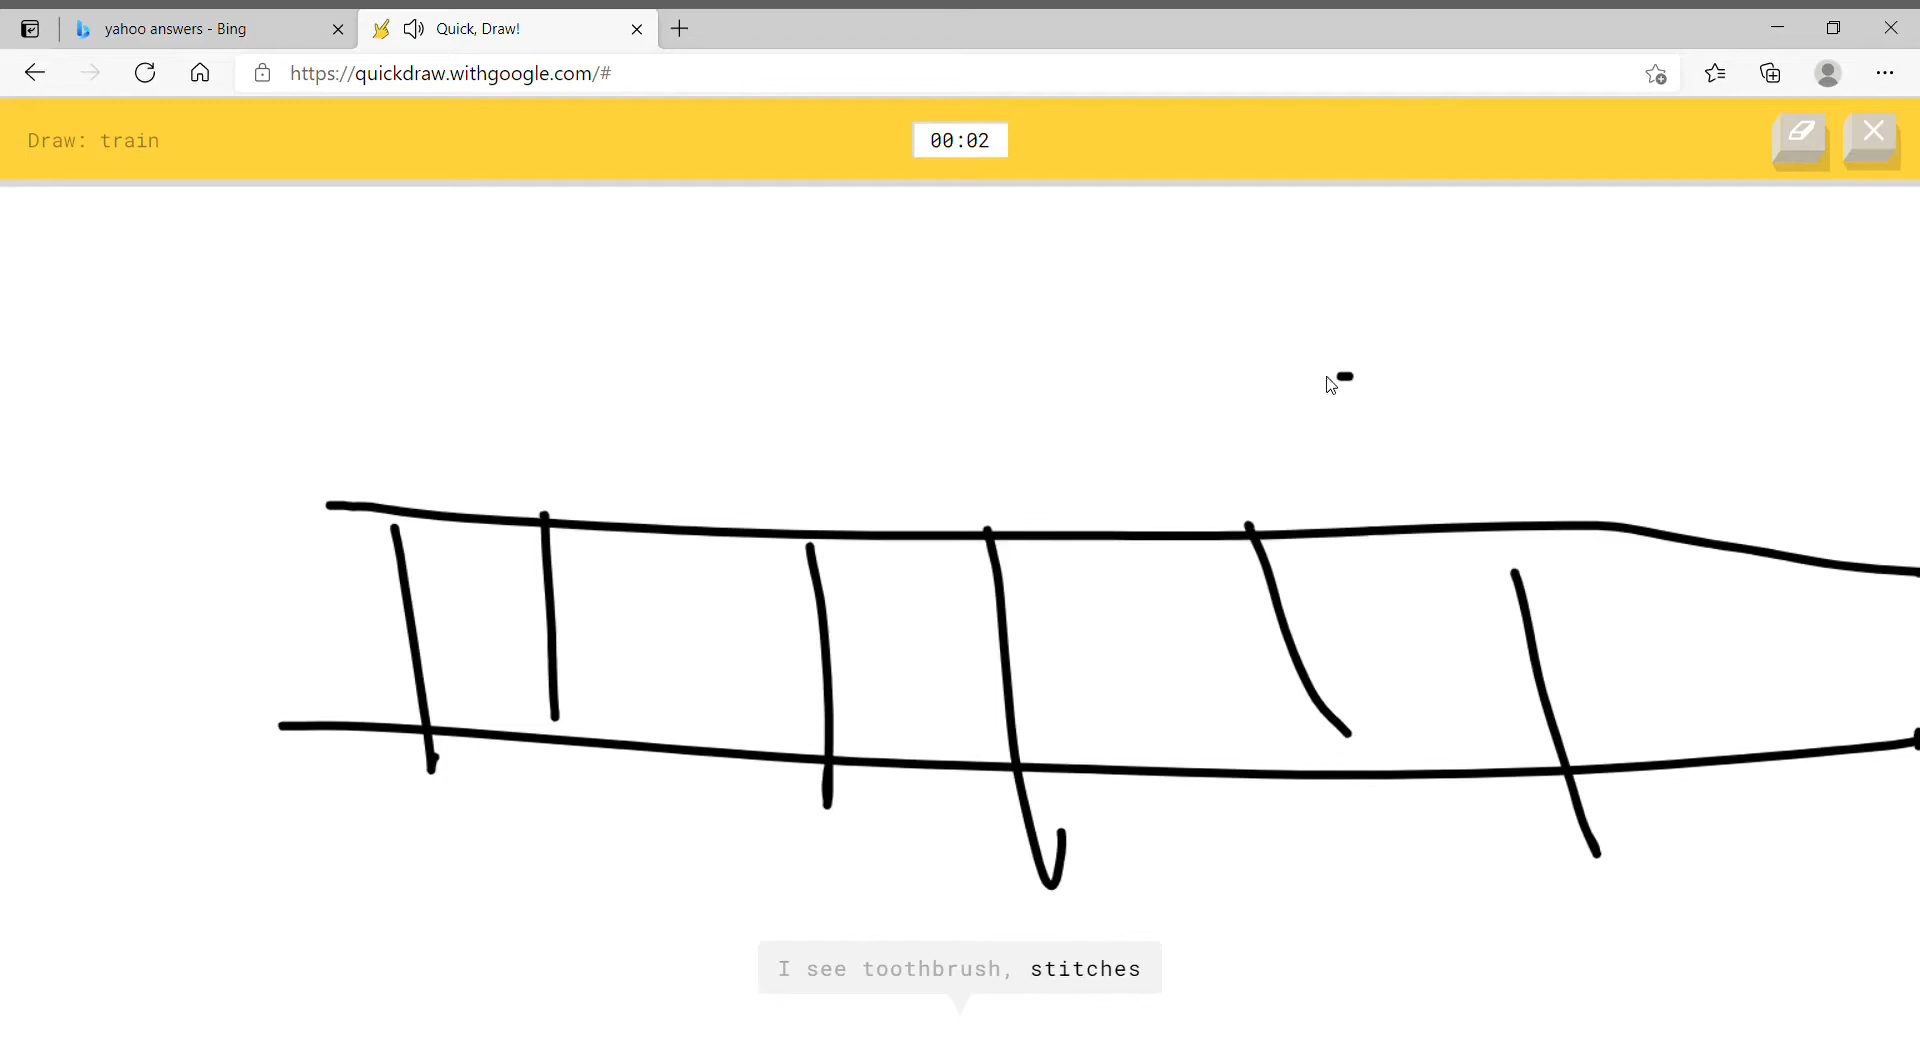 yahoo answers - Bing
Quick, Draw!
https://quickdraw.withgoogle.com/#
Draw: train
00:02
I see toothbrush, stitches